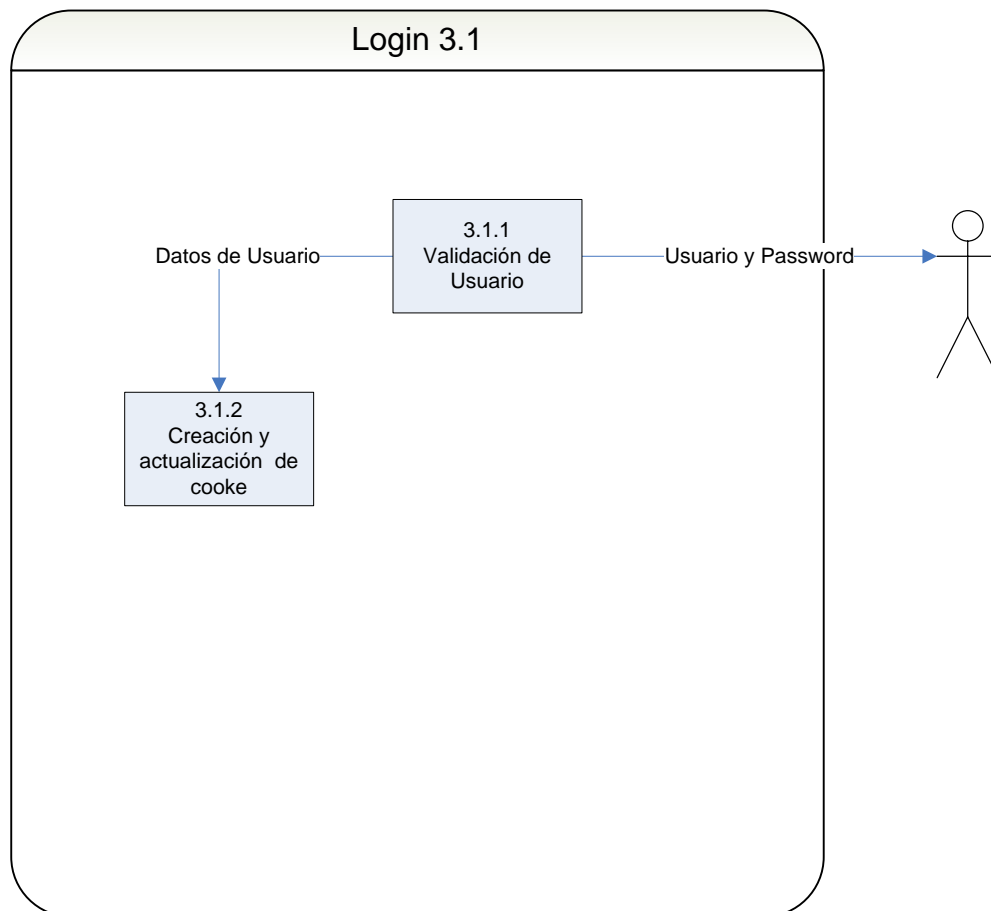 Login 3.1
3.1.1
Validación de
Usuario
Datos de Usuario
Usuario y Password
3.1.2
Creación y
actualización  de
cooke